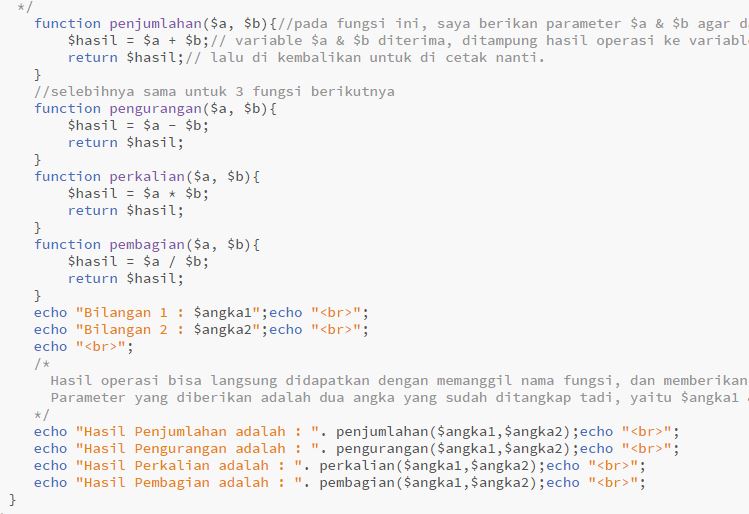 */
function penjumlahan($a, $b){//pada fungsi ini, saya berikan parameter $a & $b agar
$hasil = $a + $b;// variable $a & $b diterima, ditampung hasil operasi ke
return $hasil;// lalu di kembalikan untuk di cetak nanti.
}
//selebihnya sama untuk 3 fungsi berikutnya
function pengurangan($a, $b){
$hasil = $a - $b;
return $hasil;
}
function perkalian($a, $b){
$hasil = $a * $b;
return $hasil;
}
function pembagian($a, $b){
$hasil = $a / $b;
return $hasil;
}
echo "Bilangan 1 : $angka1";echo "<br>";
echo "Bilangan 2 : $angka2";echo "<br>";
echo "<br>";
/*
Hasil operasi bisa langsung didapatkan dengan memanggil nama fungsi, dan memberikan
Parameter yang diberikan adalah dua angka yang sudah ditangkap tadi, yaitu $angka1
*/
echo "Hasil Penjumlahan adalah : ". penjumlahan($angka1,$angka2);echo "<br>";
echo "Hasil Pengurangan adalah : ". pengurangan($angka1,$angka2);echo "<br>";
echo "Hasil Perkalian adalah : ". perkalian($angka1,$angka2);echo "<br>";
echo "Hasil Pembagian adalah : ". pembagian($angka1,$angka2);echo "<br>";
}